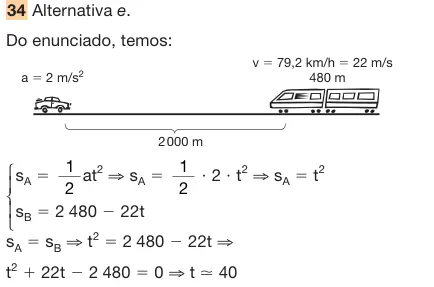 34 Alternativa e.
Do enunciado, temos:
v = 79,2 km/h = 22 m/s
a = 2 m/s² 480 m
2 000 m
s_A = 1/2 at² ⇒ s_A = 1/2 · 2 · t² ⇒ s_A = t²
s_B = 2 480 − 22t
s_A = s_B ⇒ t² = 2 480 − 22t ⇒
t² + 22t − 2 480 = 0 ⇒ t ≃ 40